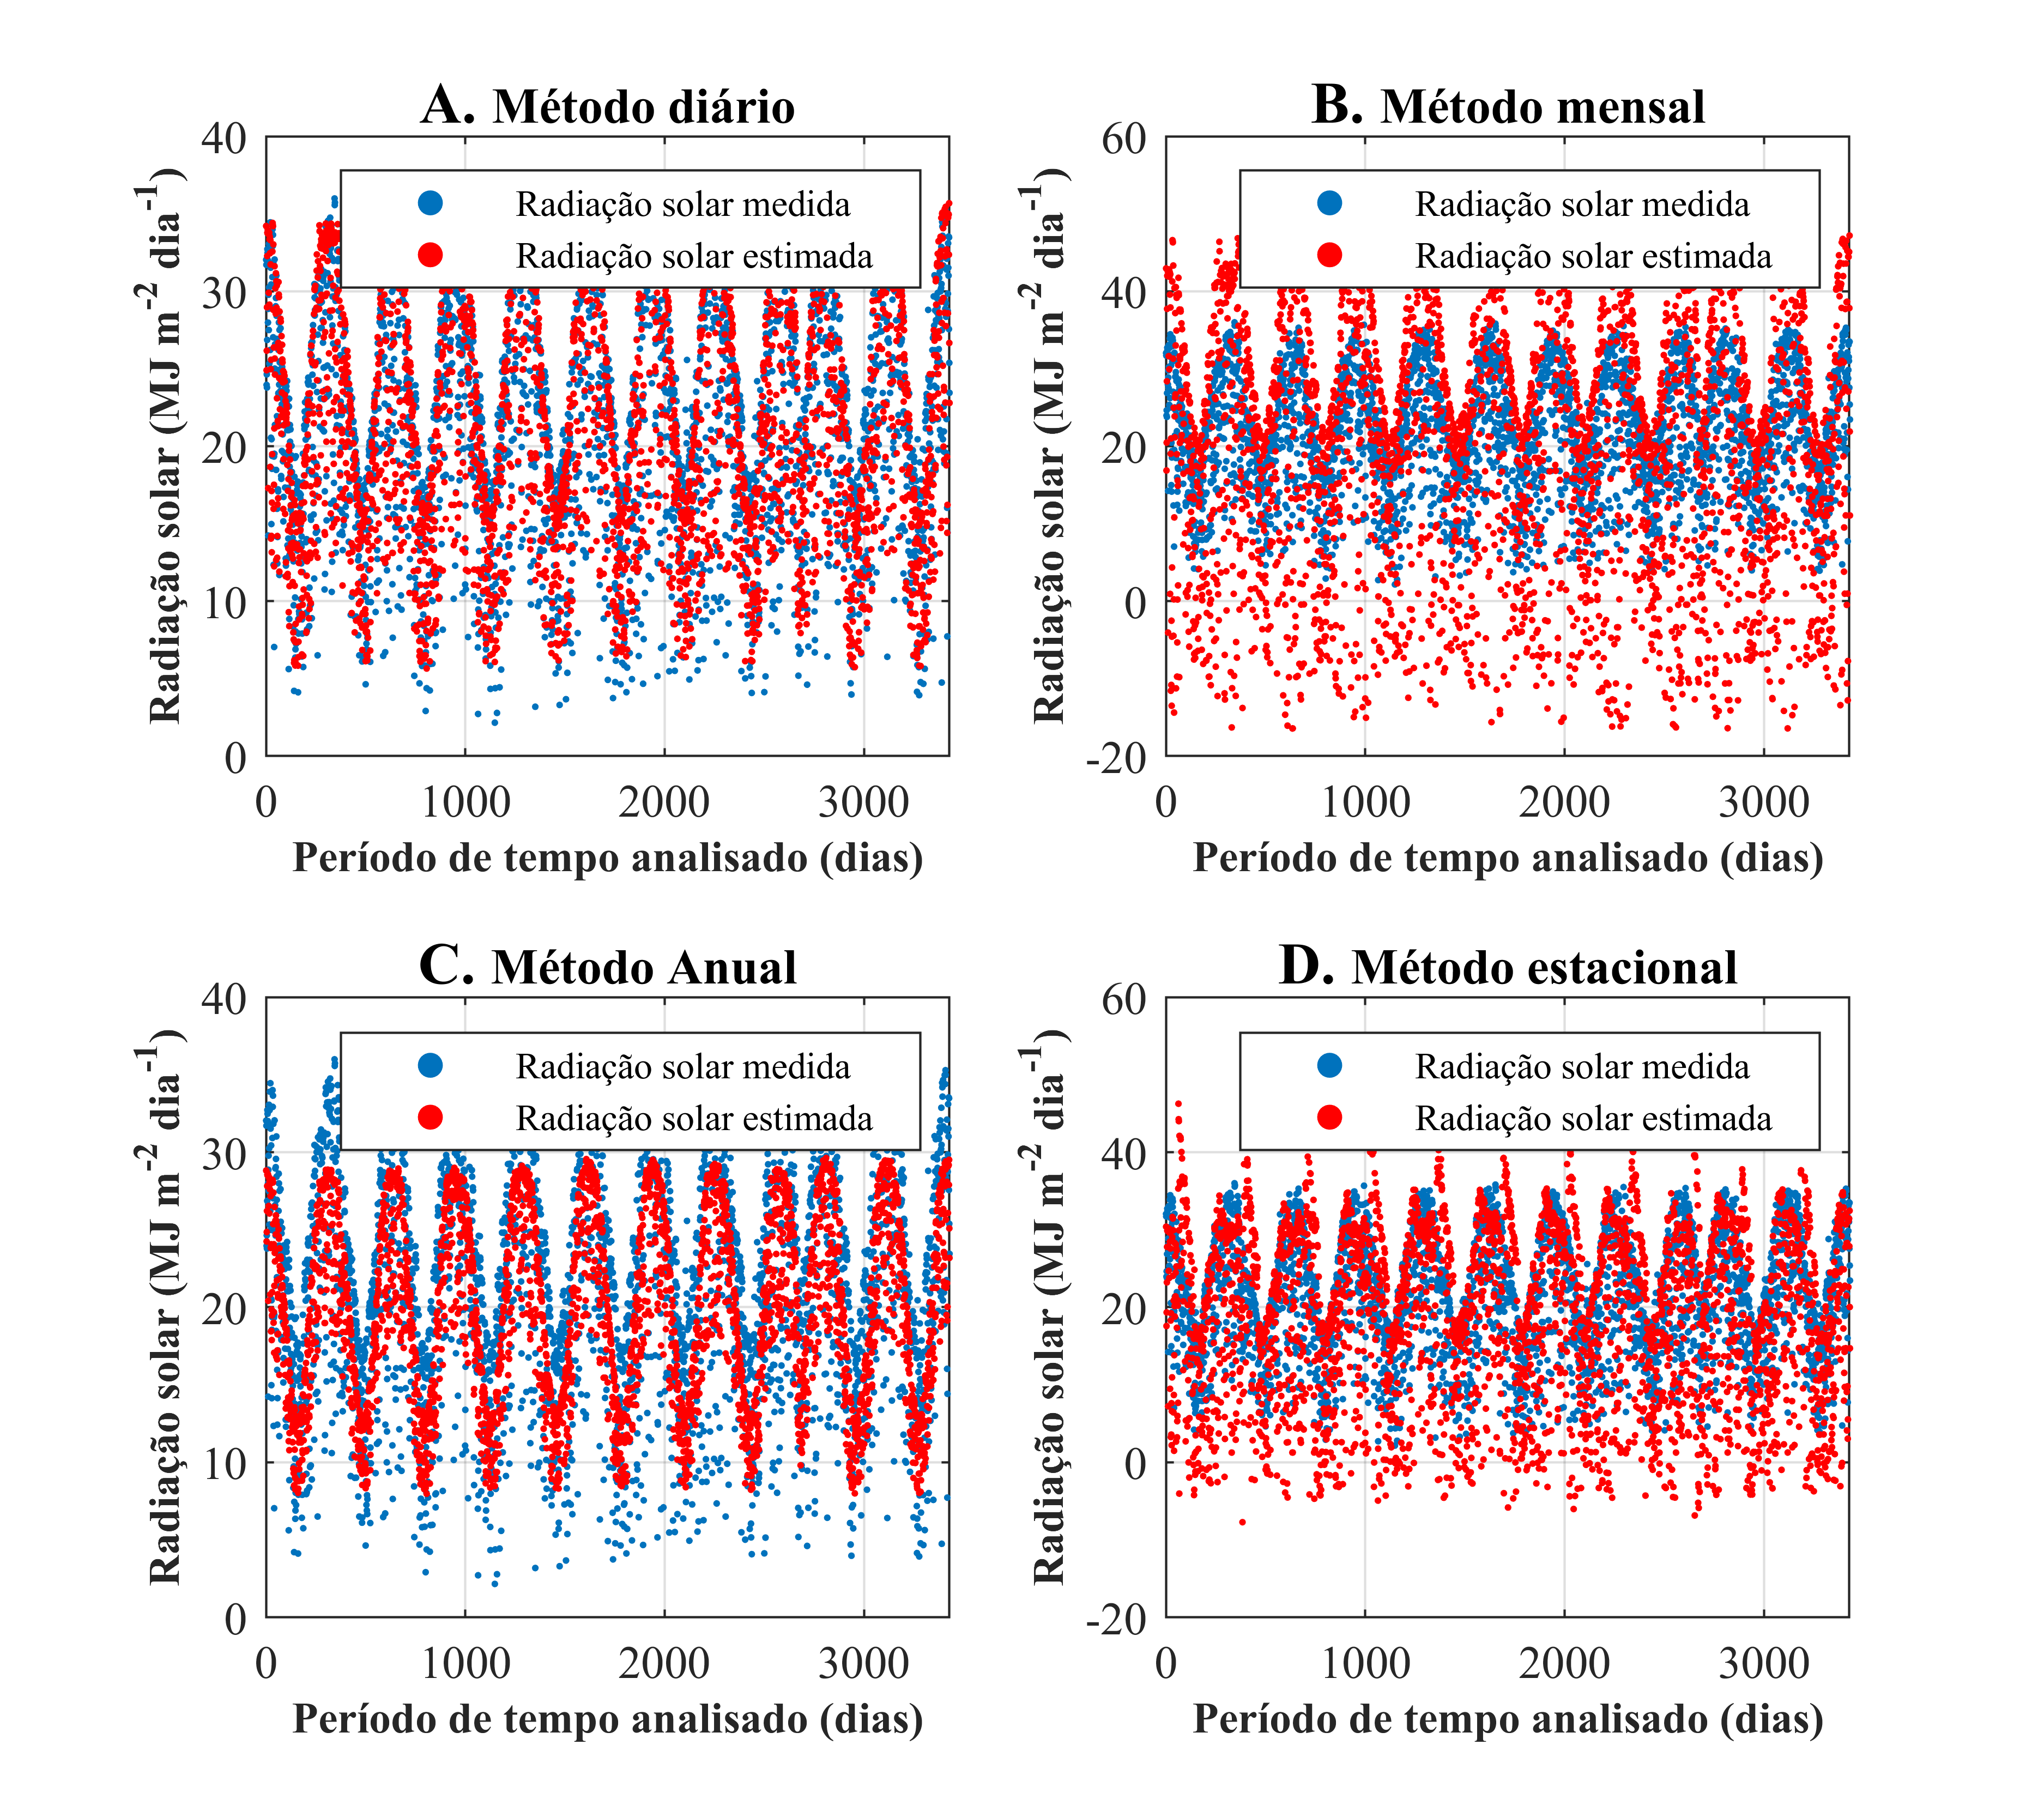 A. Método diário
40
30
20
10
0
0 1000 2000 3000
Radiação solar (MJ m-2 dia-1)
Período de tempo analisado (dias)
Radiação solar medida
Radiação solar estimada
B. Método mensal
60
40
20
0
-20
0 1000 2000 3000
Radiação solar (MJ m-2 dia-1)
Período de tempo analisado (dias)
Radiação solar medida
Radiação solar estimada
C. Método Anual
40
30
20
10
0
0 1000 2000 3000
Radiação solar (MJ m-2 dia-1)
Período de tempo analisado (dias)
Radiação solar medida
Radiação solar estimada
D. Método estacional
60
40
20
0
-20
0 1000 2000 3000
Radiação solar (MJ m-2 dia-1)
Período de tempo analisado (dias)
Radiação solar medida
Radiação solar estimada